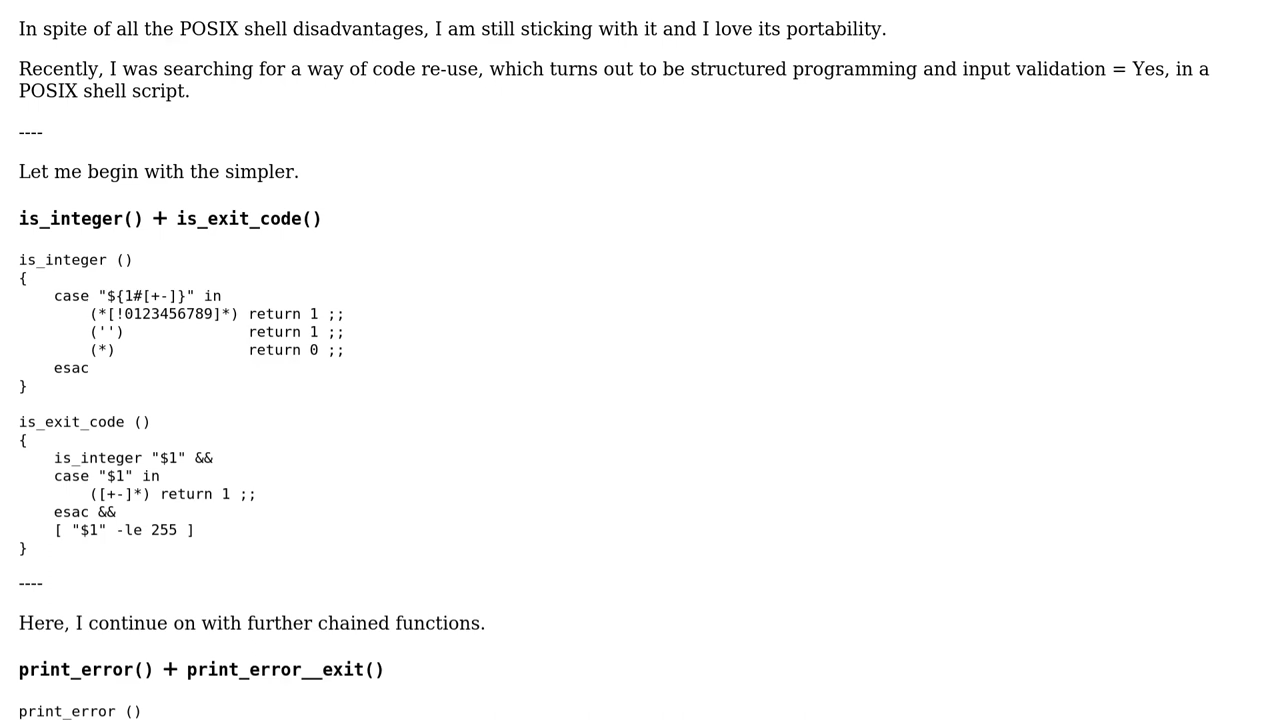 In spite of all the POSIX shell disadvantages, I am still sticking with it and I love its portability.
Recently, I was searching for a way of code re-use, which turns out to be structured programming and input validation = Yes, in a
POSIX shell script.
----
Let me begin with the simpler.
is_integer() + is_exit_code()
is_integer ()
{
    case "${1#[+-]}" in
        (*[!0123456789]*) return 1 ;;
        ('')              return 1 ;;
        (*)               return 0 ;;
    esac
}
is_exit_code ()
{
    is_integer "$1" &&
    case "$1" in
        ([+-]*) return 1 ;;
    esac &&
    [ "$1" -le 255 ]
}
----
Here, I continue on with further chained functions.
print_error() + print_error__exit()
print_error ()